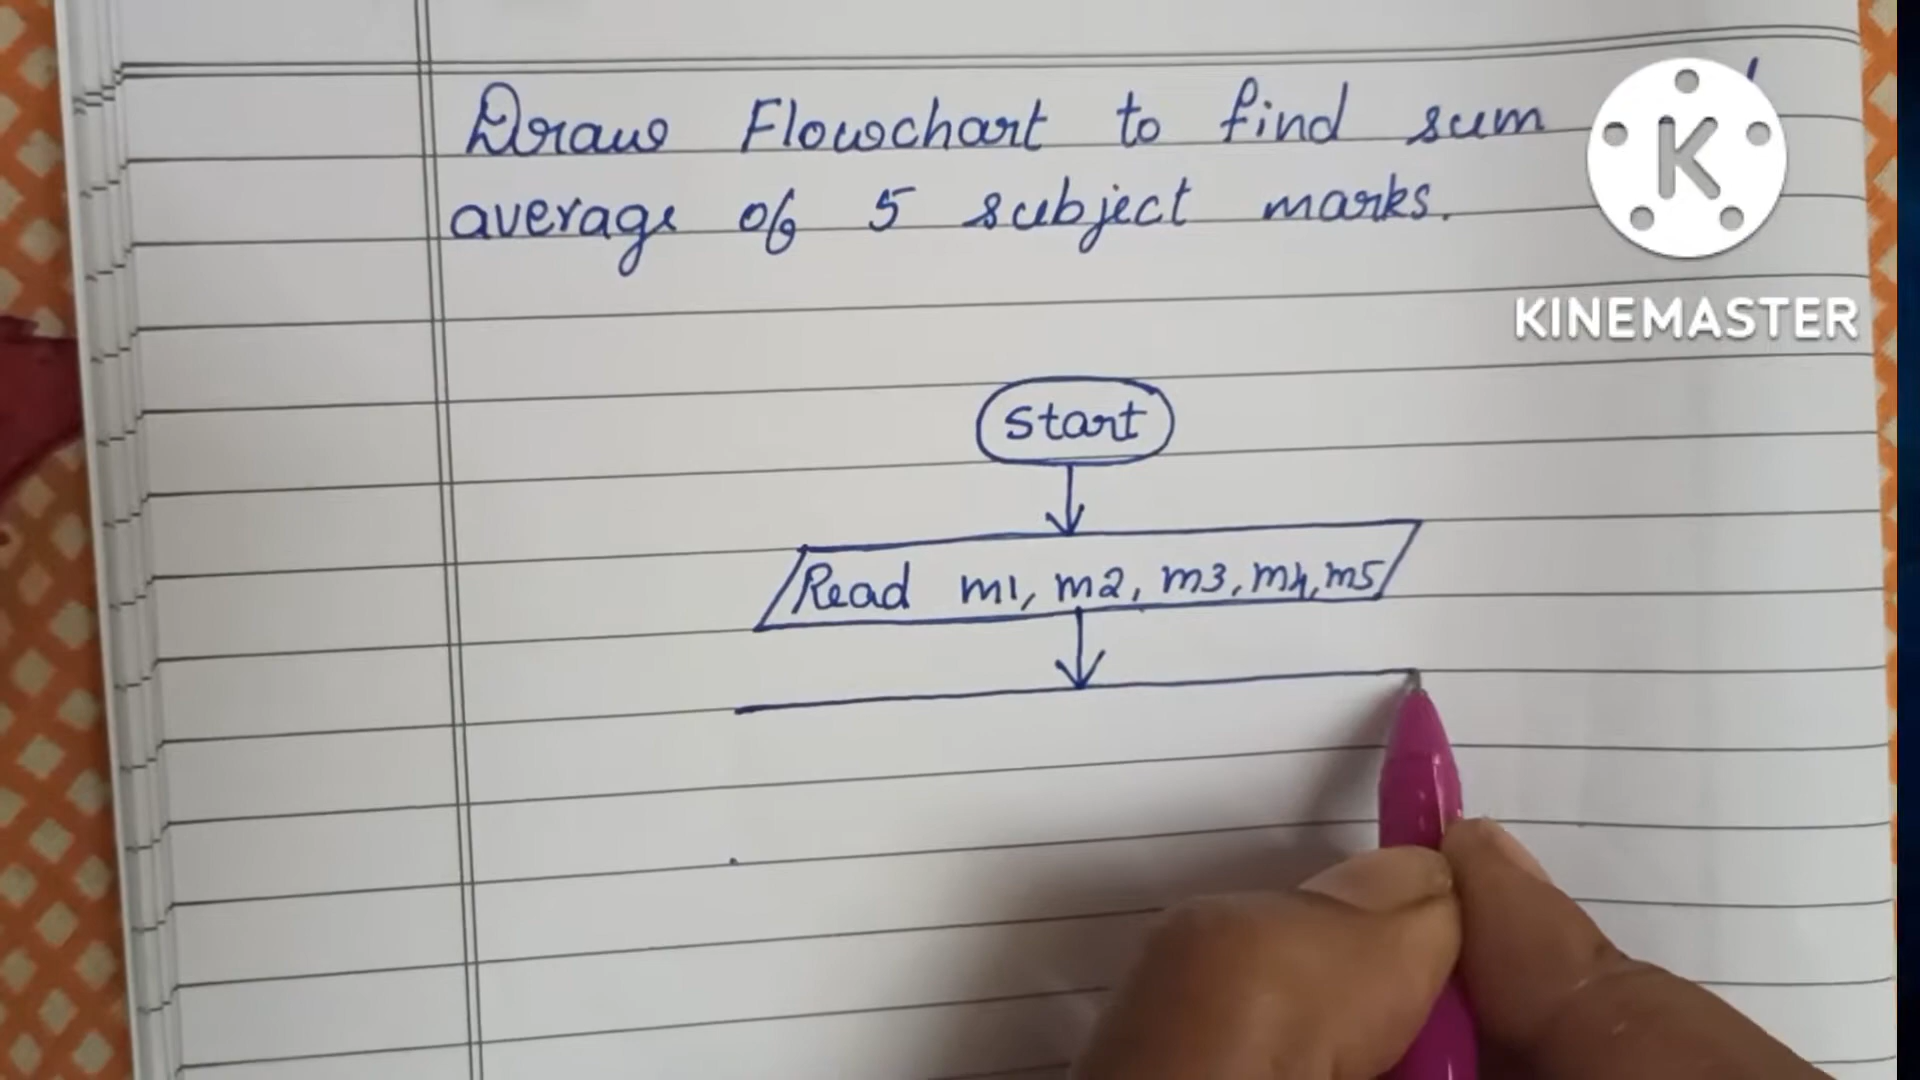 Draw Flowchart to find sum
average of 5 subject marks.
KINEMASTER
Start
Read m1, m2, m3, m4, m5